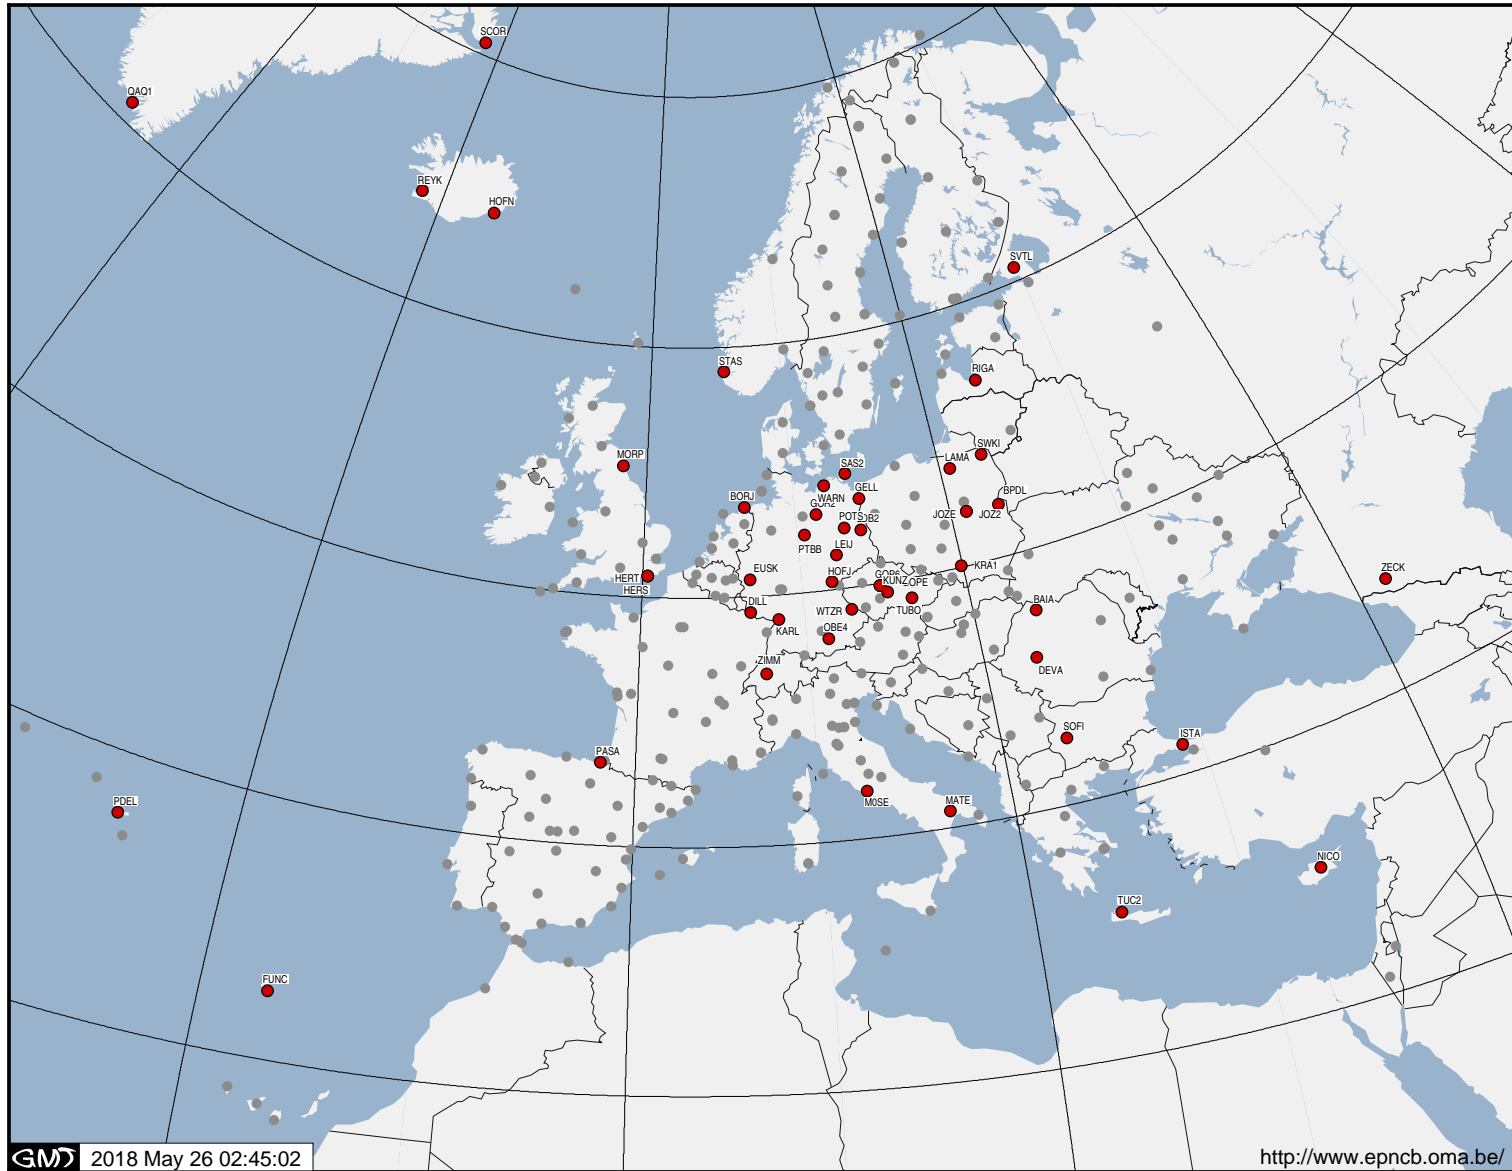 SCOR
QAQ1
REYK
HOFN
SVTL
STAS
RIGA
MORP
SWKI
LAMA
SAS2
BORJ
WARN
GELL
BPDL
POTS
JOZE
JOZ2
PTBB
LEIJ
KRA1
HERT
HERS
EUSK
HOFJ
KUNZ
ZECK
DILL
WTZR
TUBO
BAIA
KARL
OBE4
ZIMM
DEVA
SOFI
ISTA
PASA
PDEL
M0SE
MATE
NICO
TUC2
FUNC
GMT 2018 May 26 02:45:02
http://www.epncb.oma.be/